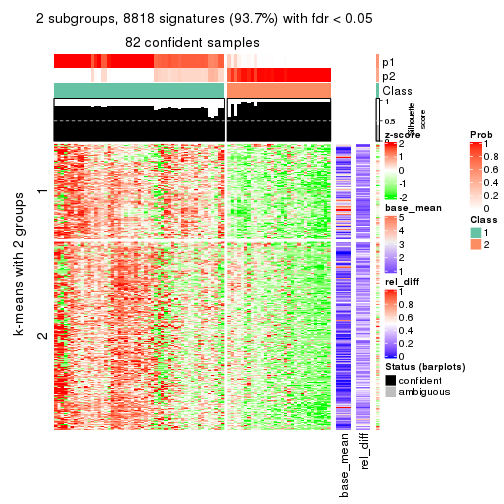 2 subgroups, 8818 signatures (93.7%) with fdr < 0.05
82 confident samples
p1
p2
Class
1
0.5
0
Silhouette
score
k-means with 2 groups
1
2
base_mean
rel_diff
z-score
2
1
0
-1
-2
base_mean
5
4
3
2
1
rel_diff
1
0.8
0.6
0.4
0.2
0
Status (barplots)
confident
ambiguous
Prob
1
0.8
0.6
0.4
0.2
0
Class
1
2